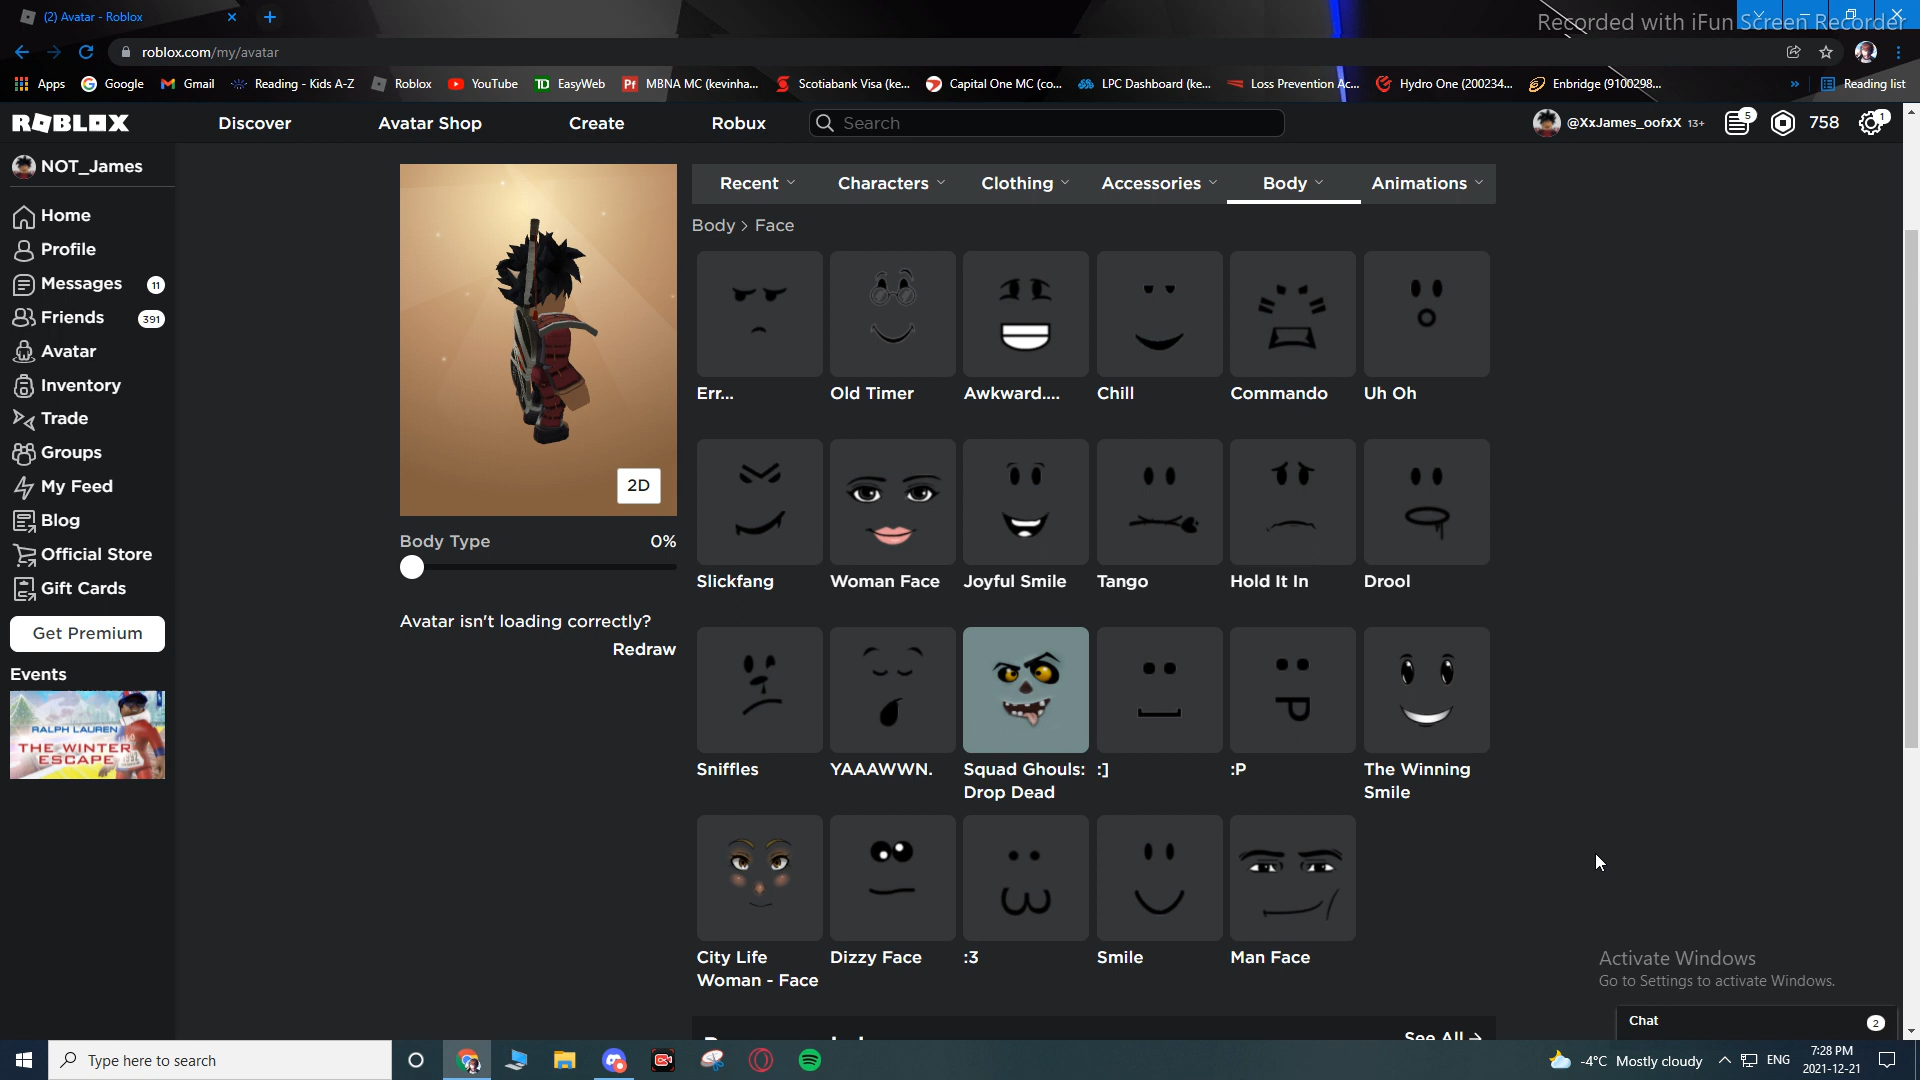 (2) Avatar - Roblox
Recorded with iFun Screen Recorder
roblox.com/my/avatar
Apps
Google
Gmail
Reading - Kids A-Z
Roblox
YouTube
EasyWeb
MBNA MC (kevinha...
Scotiabank Visa (ke...
Capital One MC (co...
LPC Dashboard (ke...
Loss Prevention Ac...
Hydro One (200234...
Enbridge (9100298...
»
Reading list
ROBLOX
Discover
Avatar Shop
Create
Robux
Search
@XxJames_oofxX 13+
5
758
1
NOT_James
Home
Profile
Messages 11
Friends 391
Avatar
Inventory
Trade
Groups
My Feed
Blog
Official Store
Gift Cards
Get Premium
Events
RALPH LAUREN
THE WINTER
ESCAPE
2D
Body Type 0%
Avatar isn't loading correctly?
Redraw
Recent
Characters
Clothing
Accessories
Body
Animations
Body > Face
Err...
Old Timer
Awkward....
Chill
Commando
Uh Oh
Slickfang
Woman Face
Joyful Smile
Tango
Hold It In
Drool
Sniffles
YAAAWWN.
Squad Ghouls:
Drop Dead
:]
:P
The Winning
Smile
City Life
Woman - Face
Dizzy Face
:3
Smile
Man Face
See All →
Activate Windows
Go to Settings to activate Windows.
Chat 2
Type here to search
-4°C Mostly cloudy
ENG
7:28 PM
2021-12-21